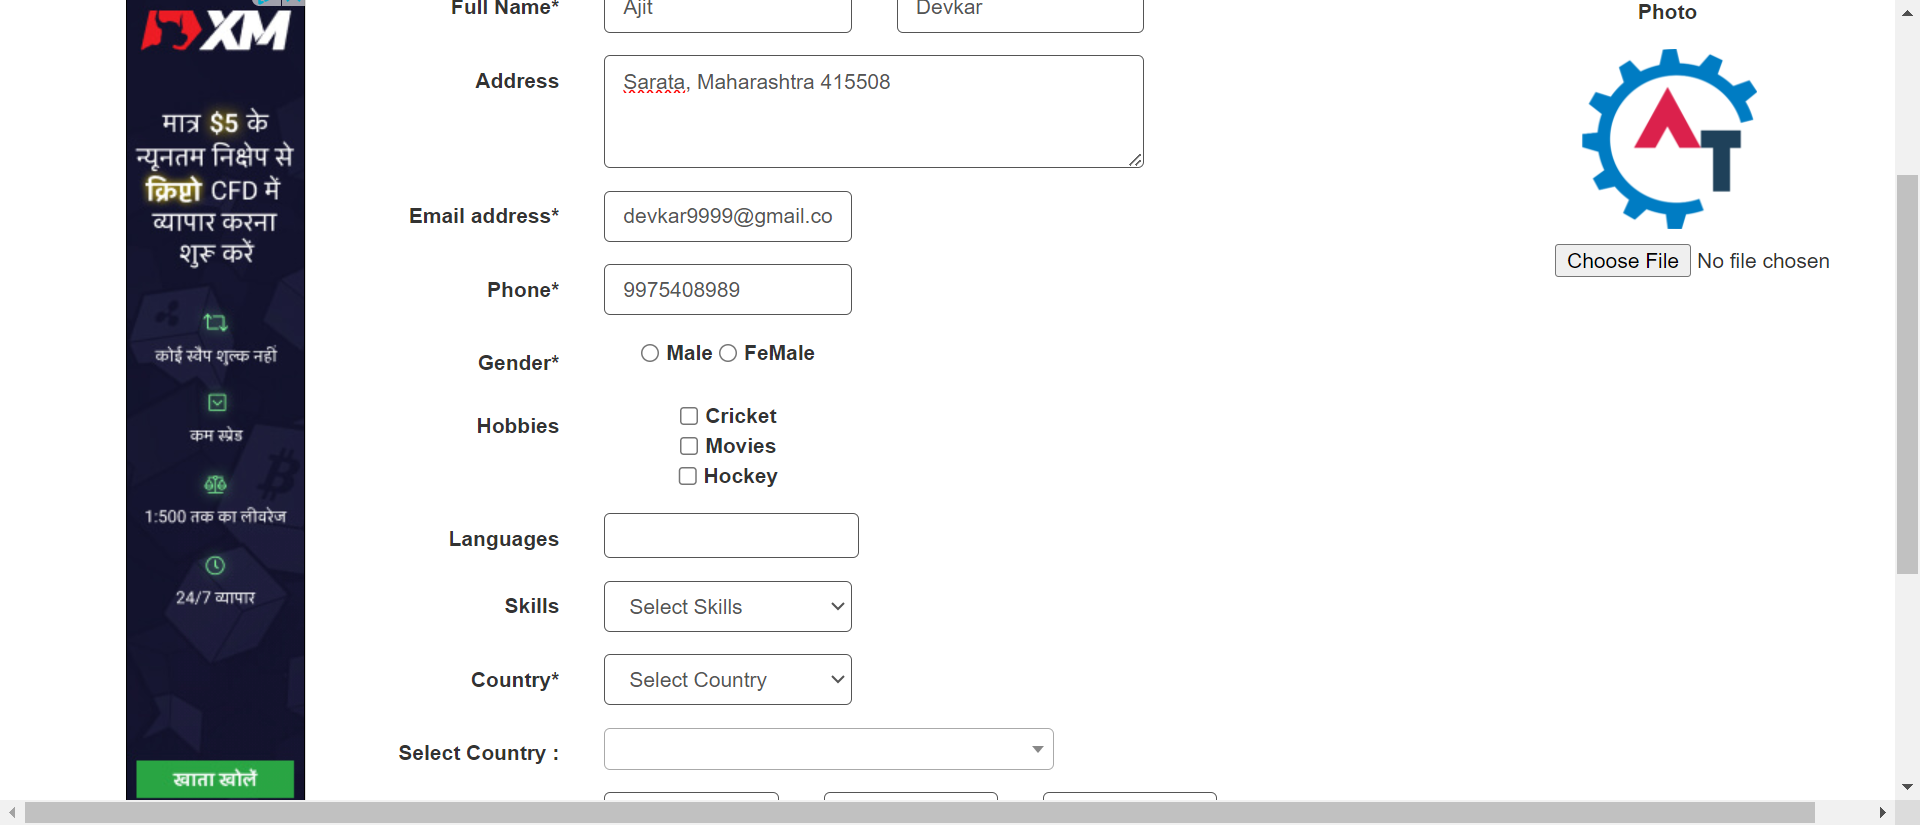 XM
मात्र $5 के
न्यूनतम निक्षेप से
क्रिप्टो CFD में
व्यापार करना
शुरू करें
कोई स्वैप शुल्क नहीं
कम स्प्रेड
1:500 तक का लीवरेज
24/7 व्यापार
खाता खोलें
Full Name* Ajit Devkar
Address Sarata, Maharashtra 415508
Email address* devkar9999@gmail.co
Phone* 9975408989
Gender* Male FeMale
Hobbies Cricket
Movies
Hockey
Languages
Skills Select Skills
Country* Select Country
Select Country :
Photo
AT
Choose File No file chosen